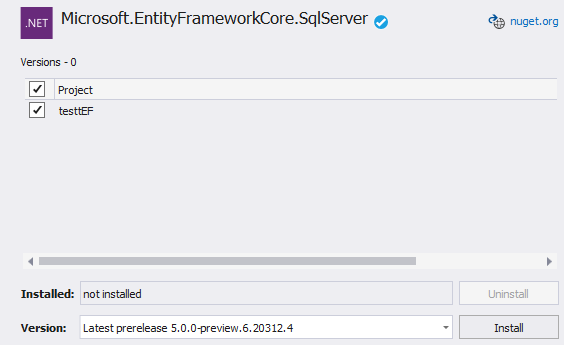 .NET Microsoft.EntityFrameworkCore.SqlServer nuget.org
Versions - 0
Project
testtEF
Installed: not installed Uninstall
Version: Latest prerelease 5.0.0-preview.6.20312.4 Install